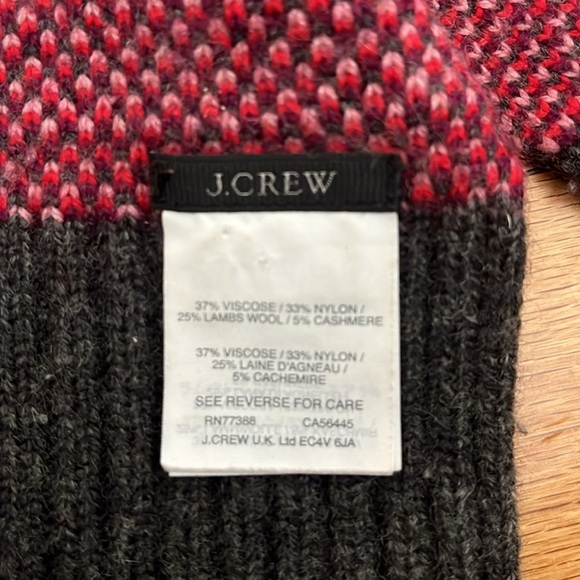 J.CREW
37% VISCOSE / 33% NYLON /
25% LAMBS WOOL / 5% CASHMERE
37% VISCOSE / 33% NYLON /
25% LAINE D'AGNEAU /
5% CACHEMIRE
SEE REVERSE FOR CARE
RN77388 CA56445
J.CREW U.K. Ltd EC4V 6JA